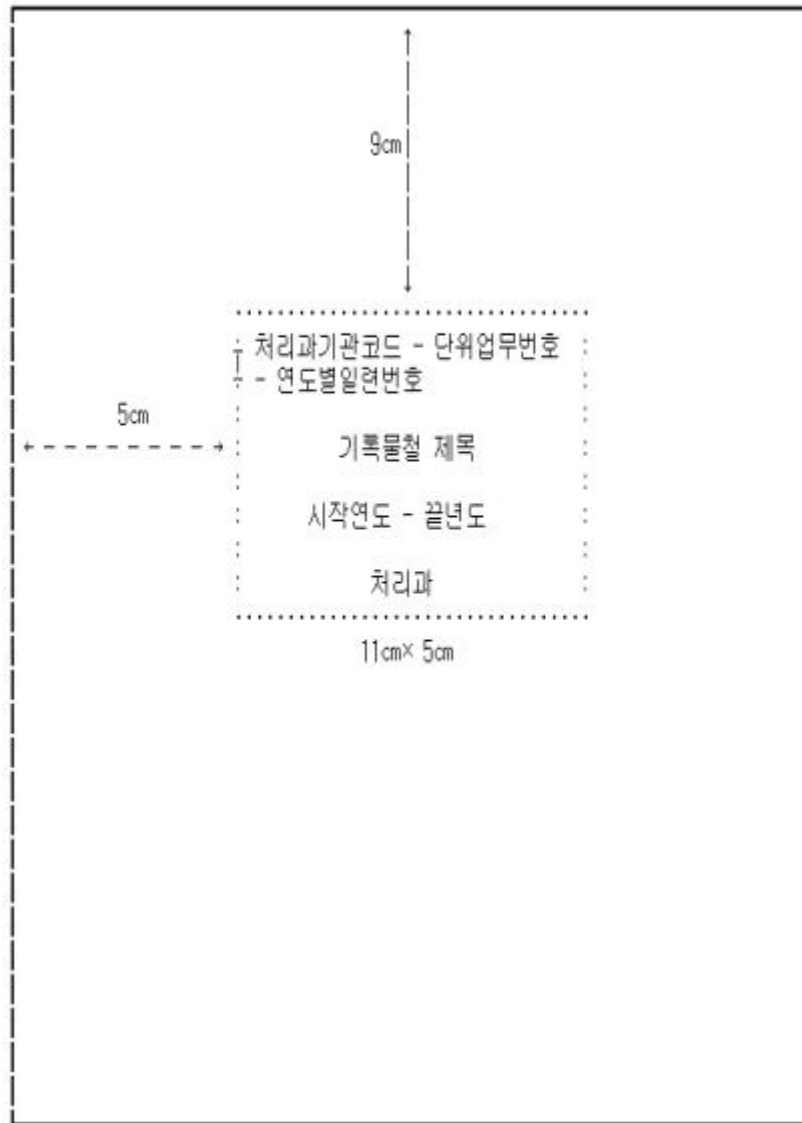 9cm
처리과기관코드 - 단위업무번호
- 연도별일련번호
5cm
기록물철 제목
시작연도 - 끝년도
처리과
11cm× 5cm